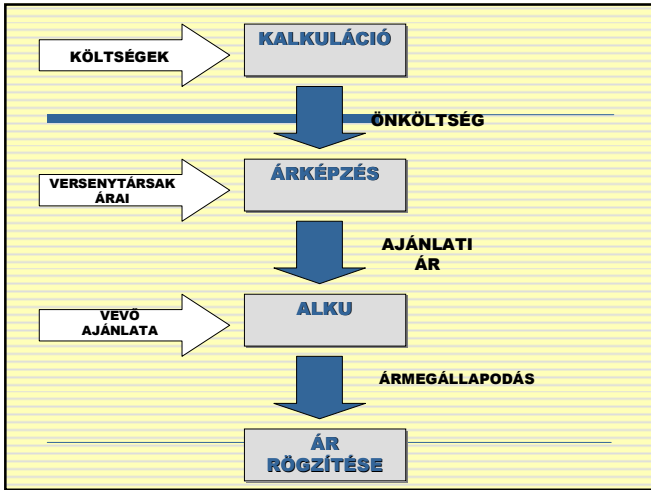 KÖLTSÉGEK
KALKULÁCIÓ
ÖNKÖLTSÉG
VERSENYTÁRSAK
ÁRAI
ÁRKÉPZÉS
AJÁNLATI
ÁR
VEVŐ
AJÁNLATA
ALKU
ÁRMEGÁLLAPODÁS
ÁR
RÖGZÍTÉSE